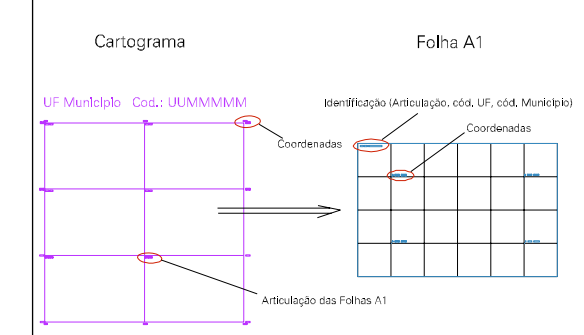 Cartograma
Folha A1
UF Município Cod.: UUMMMMM
Identificação (Articulação, cód. UF, cód. Município)
Coordenadas
Coordenadas
Articulação das Folhas A1